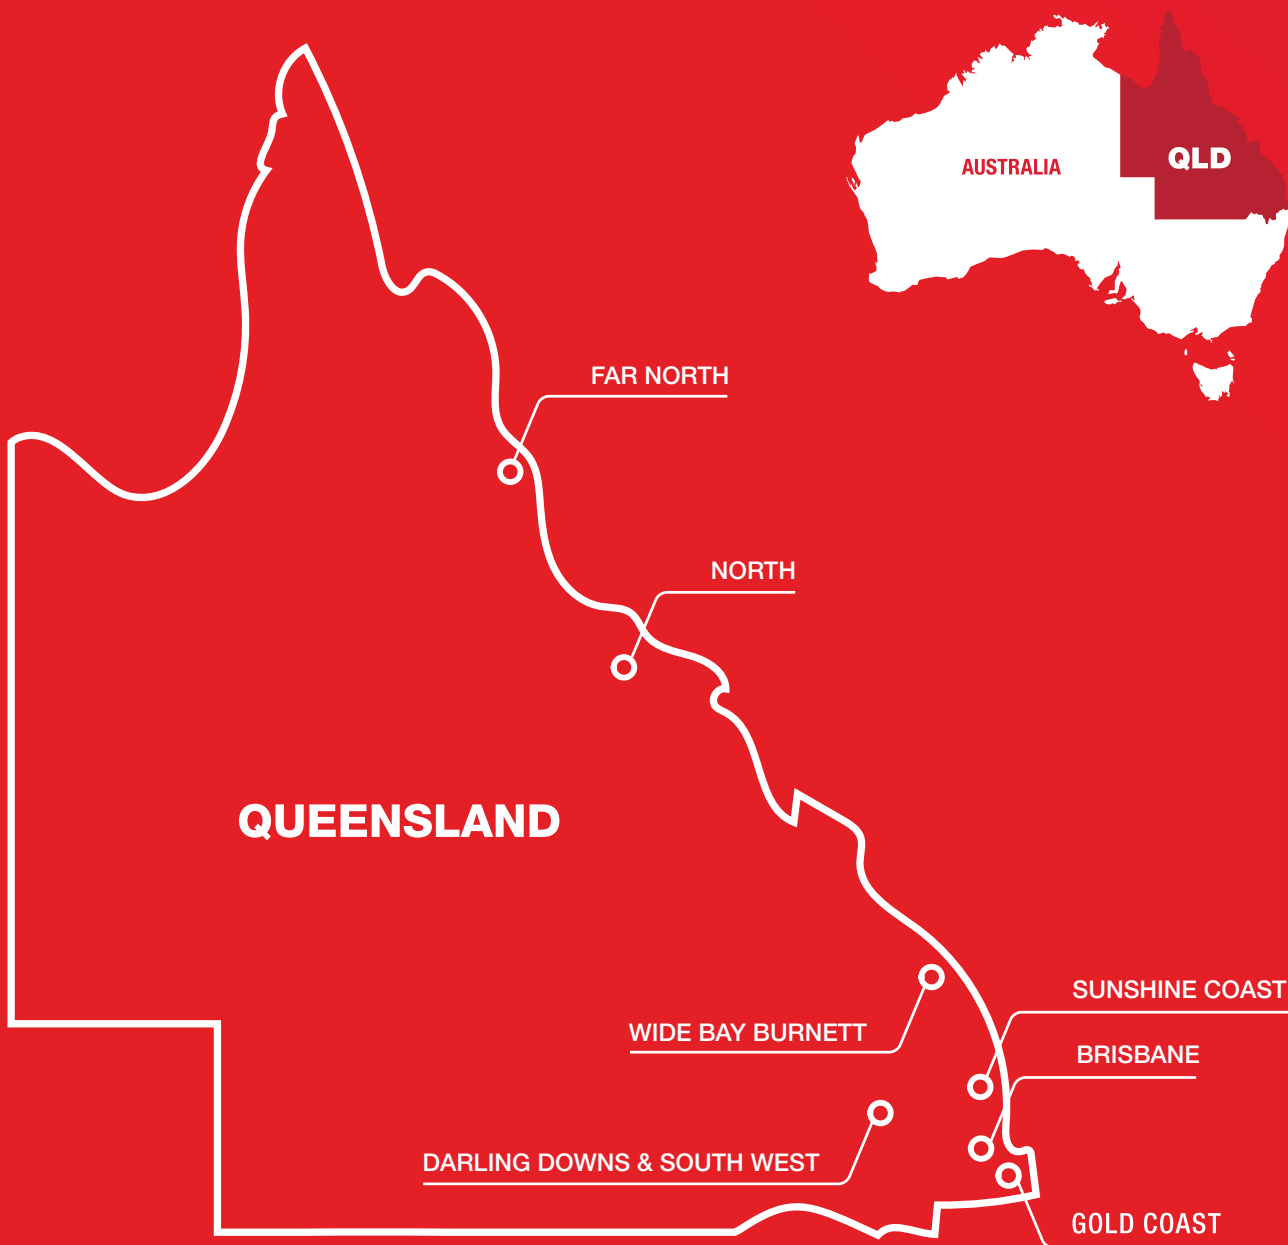 AUSTRALIA
QLD
FAR NORTH
NORTH
QUEENSLAND
SUNSHINE COAST
WIDE BAY BURNETT
BRISBANE
DARLING DOWNS & SOUTH WEST
GOLD COAST